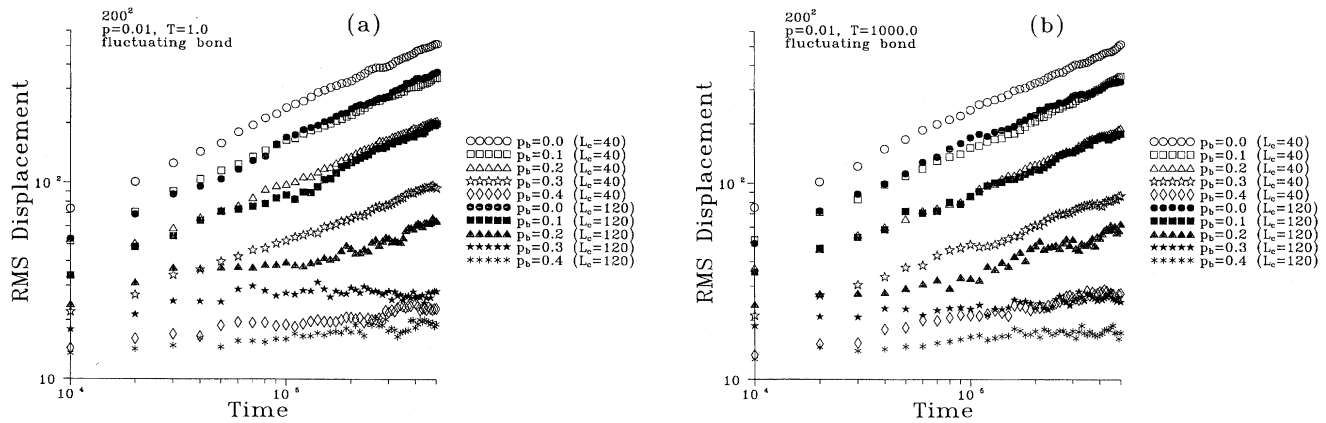 200²
p=0.01, T=1.0
fluctuating bond
(a)
RMS Displacement
10²
10
10⁴
10⁵
Time
p_b=0.0 (L_c=40)
p_b=0.1 (L_c=40)
p_b=0.2 (L_c=40)
p_b=0.3 (L_c=40)
p_b=0.4 (L_c=40)
p_b=0.0 (L_c=120)
p_b=0.1 (L_c=120)
p_b=0.2 (L_c=120)
p_b=0.3 (L_c=120)
p_b=0.4 (L_c=120)
200²
p=0.01, T=1000.0
fluctuating bond
(b)
RMS Displacement
10²
10
10⁴
10⁵
Time
p_b=0.0 (L_c=40)
p_b=0.1 (L_c=40)
p_b=0.2 (L_c=40)
p_b=0.3 (L_c=40)
p_b=0.4 (L_c=40)
p_b=0.0 (L_c=120)
p_b=0.1 (L_c=120)
p_b=0.2 (L_c=120)
p_b=0.3 (L_c=120)
p_b=0.4 (L_c=120)